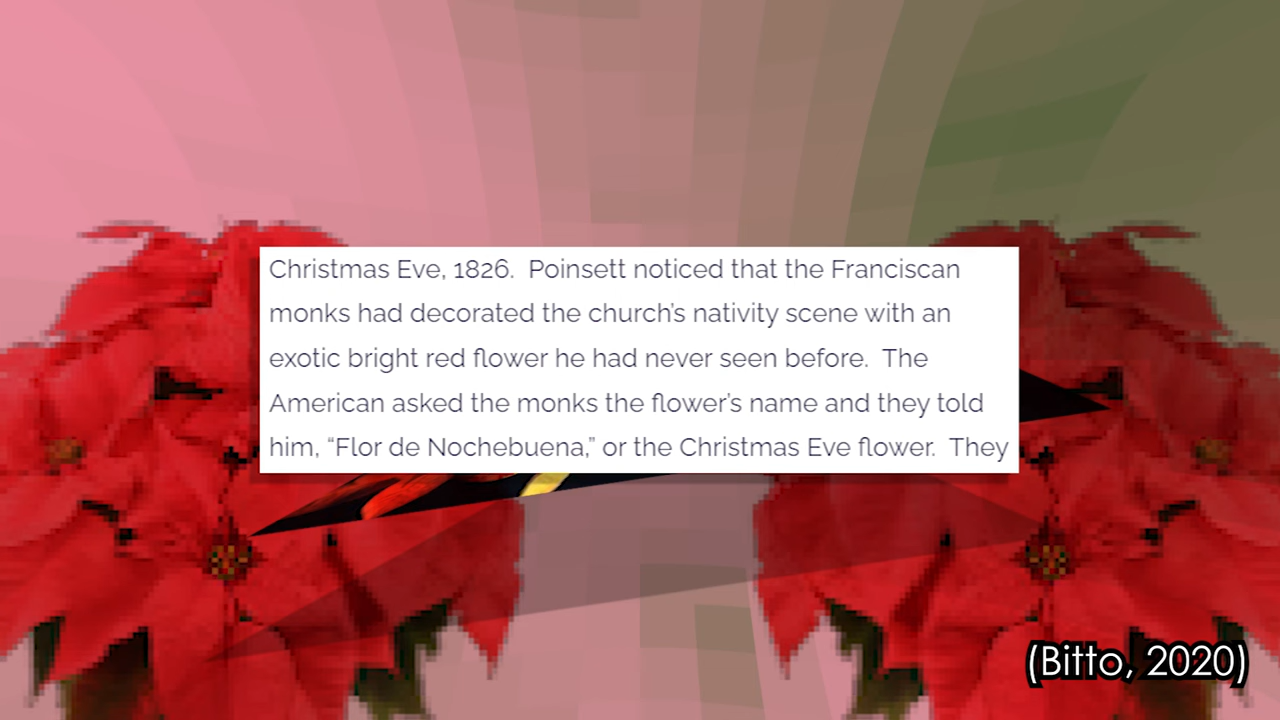 Christmas Eve, 1826.  Poinsett noticed that the Franciscan
monks had decorated the church’s nativity scene with an
exotic bright red flower he had never seen before.  The
American asked the monks the flower’s name and they told
him, “Flor de Nochebuena,” or the Christmas Eve flower.  They
(Bitto, 2020)